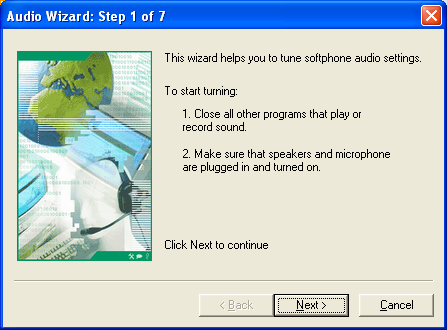 Audio Wizard: Step 1 of 7
This wizard helps you to tune softphone audio settings.
To start turning:
1. Close all other programs that play or
record sound.
2. Make sure that speakers and microphone
are plugged in and turned on.
Click Next to continue
< Back
Next >
Cancel